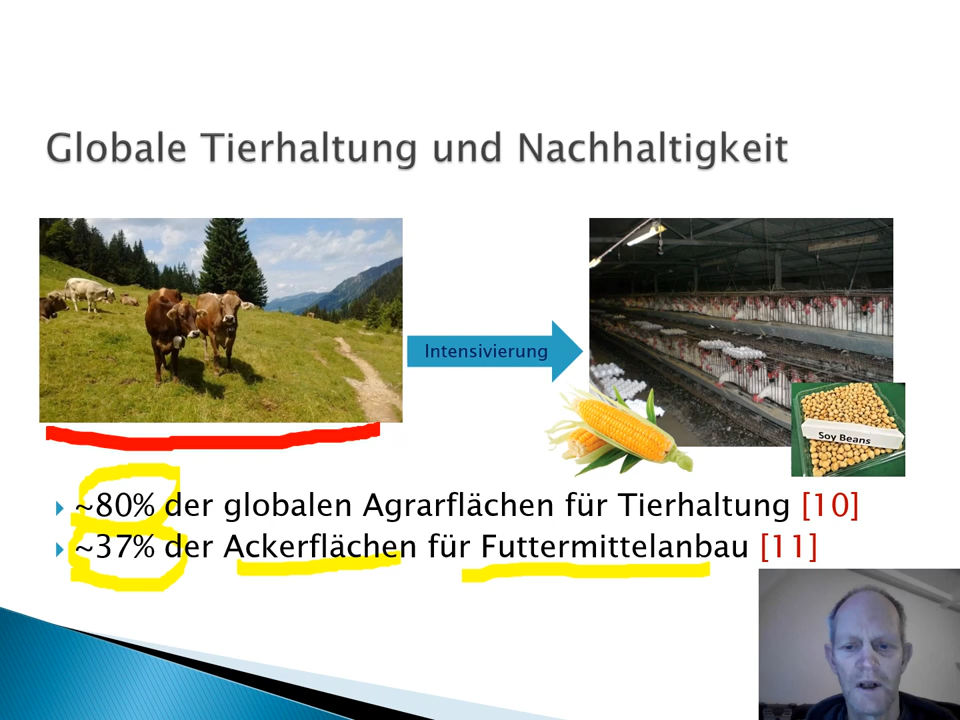 Globale Tierhaltung und Nachhaltigkeit
Intensivierung
Soy Beans
~80% der globalen Agrarflächen für Tierhaltung [10]
~37% der Ackerflächen für Futtermittelanbau [11]